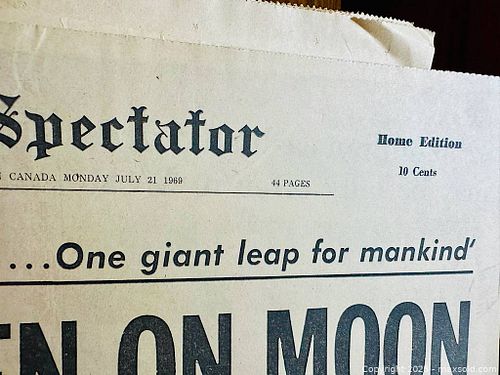 Spectator
Home Edition
CANADA MONDAY JULY 21 1969
44 PAGES
10 Cents
...One giant leap for mankind'
EN ON MOON